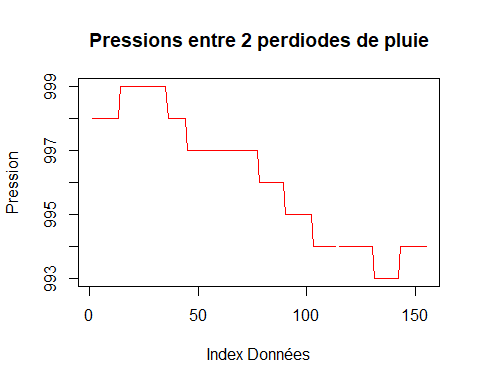 Pressions entre 2 perdiodes de pluie
999
997
995
993
Pression
0 50 100 150
Index Données